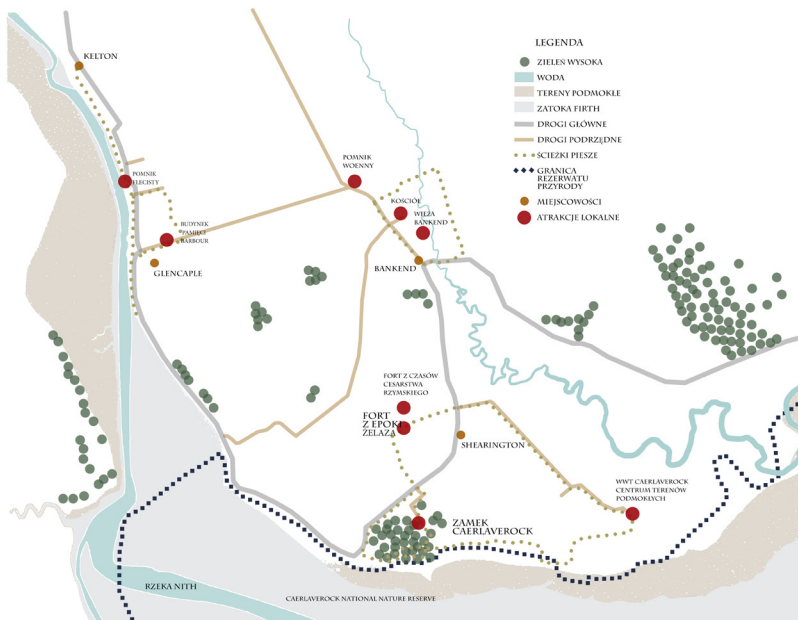 KELTON
POMNIK
FLECISTY
BUDYNEK
PAMIĘCI
BARBOUR
GLENCAPLE
POMNIK
WOJENNY
KOŚCIÓŁ
WIEŻA
BANKEND
BANKEND
FORT Z CZASÓW
CESARSTWA
RZYMSKIEGO
FORT
Z EPOKI
ŻELAZA
SHEARINGTON
WWT CAERLAVEROCK
CENTRUM TERENÓW
PODMOKŁYCH
ZAMEK
CAERLAVEROCK
RZEKA NITH
CAERLAVEROCK NATIONAL NATURE RESERVE
LEGENDA
ZIELEŃ WYSOKA
WODA
TERENY PODMOKŁE
ZATOKA FIRTH
DROGI GŁÓWNE
DROGI PODRZĘDNE
ŚCIEŻKI PIESZE
GRANICA
REZERWATU
PRZYRODY
MIEJSCOWOŚCI
ATRAKCJE LOKALNE